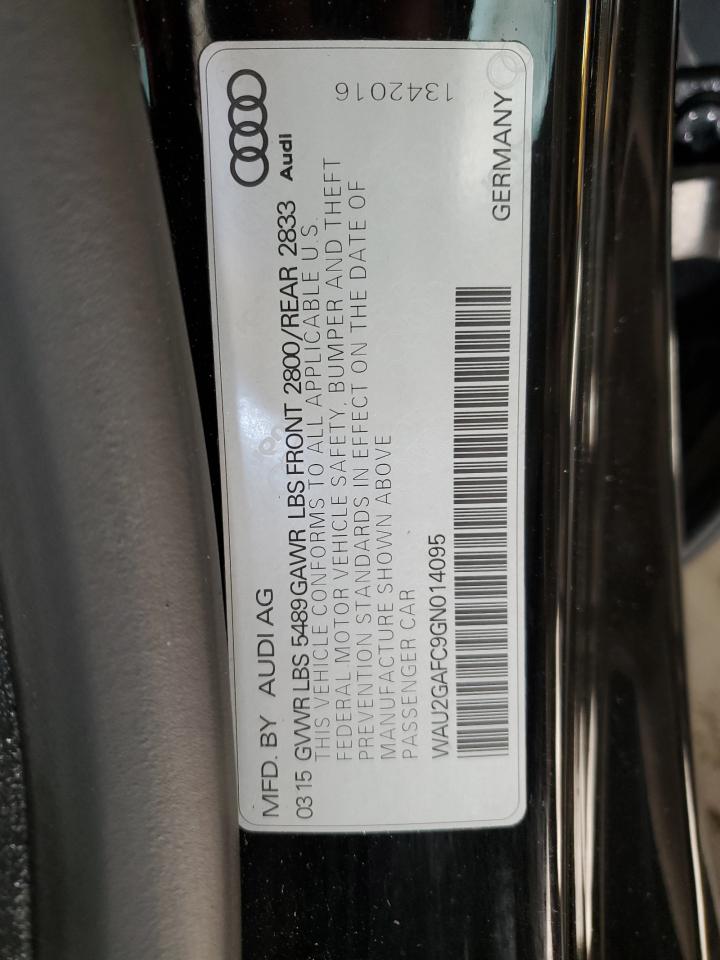 MFD. BY AUDI AG
Audi
0315 GVWR LBS 5489 GAWR LBS FRONT 2800/REAR 2833
THIS VEHICLE CONFORMS TO ALL APPLICABLE U.S.
FEDERAL MOTOR VEHICLE SAFETY, BUMPER AND THEFT
PREVENTION STANDARDS IN EFFECT ON THE DATE OF
MANUFACTURE SHOWN ABOVE
PASSENGER CAR
1342016
WAU2GAFC9GN014095
GERMANY